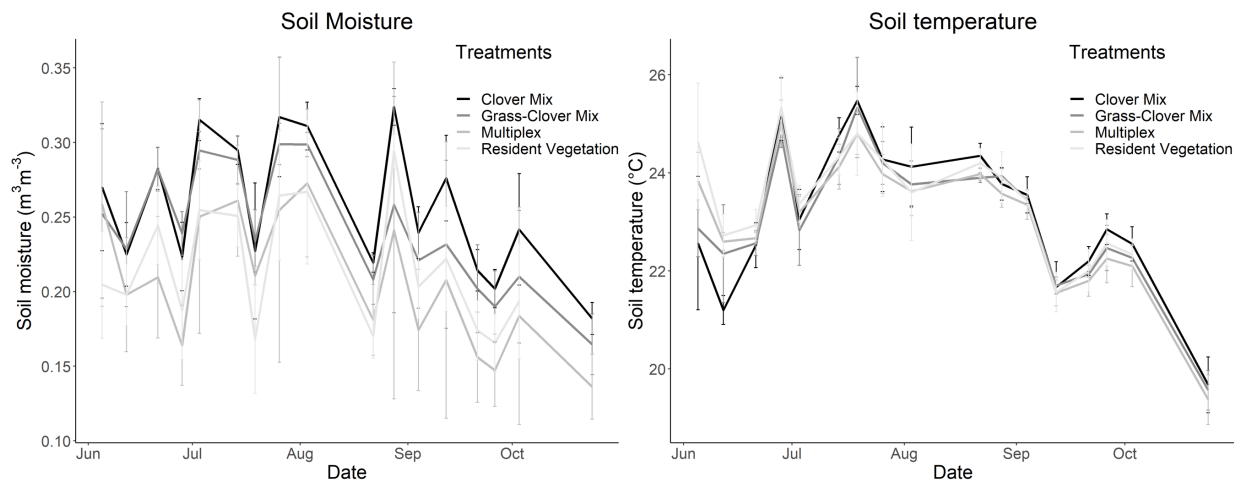 Soil Moisture
Treatments
Clover Mix
Grass-Clover Mix
Multiplex
Resident Vegetation
Soil moisture (m³m⁻³)
0.35
0.30
0.25
0.20
0.15
0.10
Jun Jul Aug Sep Oct
Date
Soil temperature
Treatments
Clover Mix
Grass-Clover Mix
Multiplex
Resident Vegetation
Soil temperature (°C)
26
24
22
20
Jun Jul Aug Sep Oct
Date